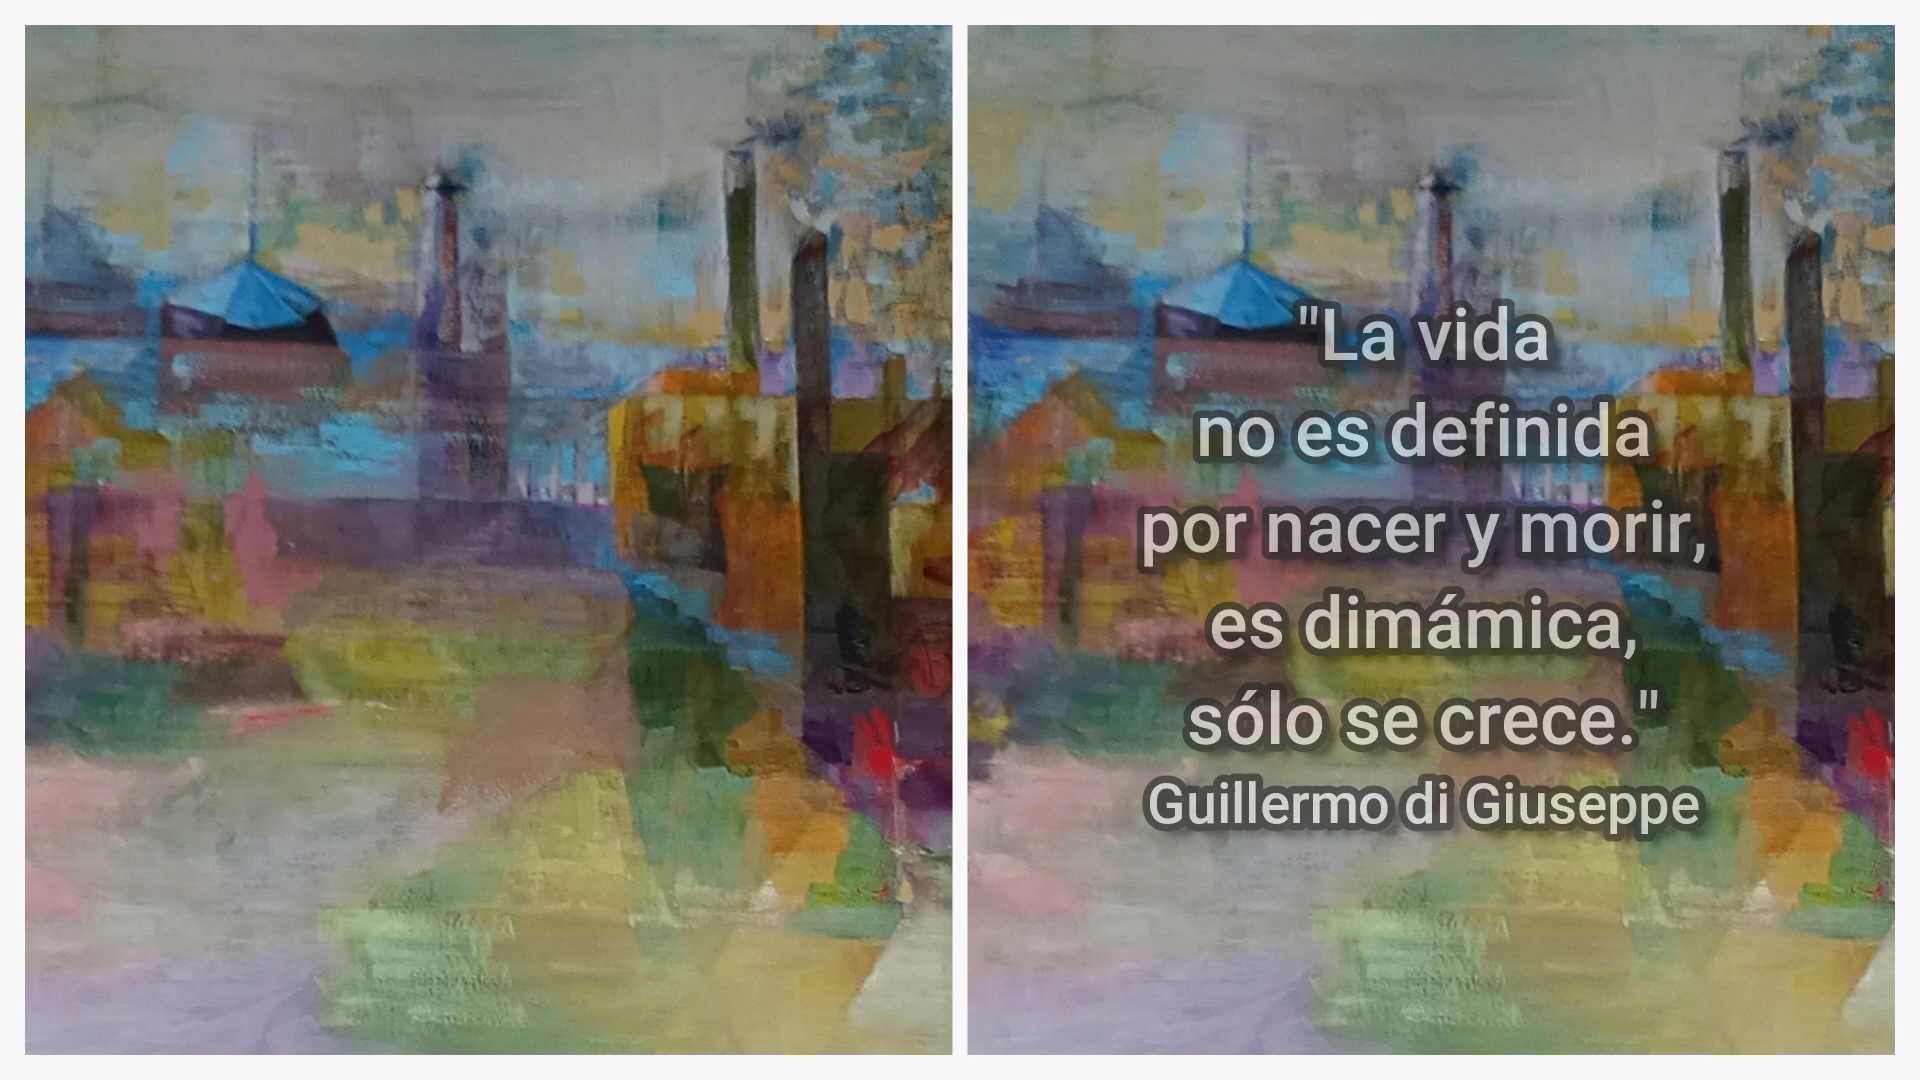 "La vida
no es definida
por nacer y morir,
es dimámica,
sólo se crece."
Guillermo di Giuseppe